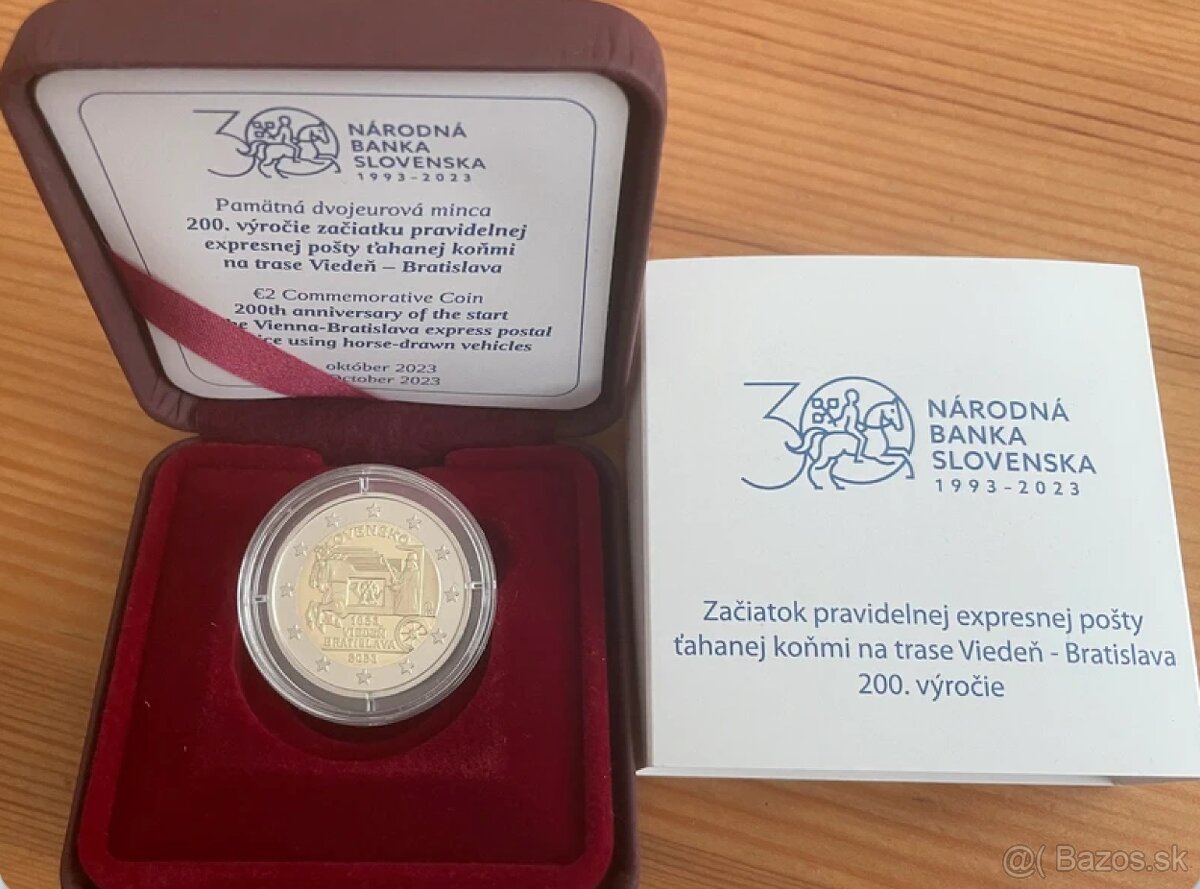 30 NÁRODNÁ
BANKA
SLOVENSKA
1993-2023
Pamätná dvojeurová minca
200. výročie začiatku pravidelnej
expresnej pošty ťahanej koňmi
na trase Viedeň – Bratislava
€2 Commemorative Coin
200th anniversary of the start
Vienna-Bratislava express postal
using horse-drawn vehicles
október 2023
October 2023
SLOVENSKO
VIEDEŇ
BRATISLAVA
30 NÁRODNÁ
BANKA
SLOVENSKA
1993-2023
Začiatok pravidelnej expresnej pošty
ťahanej koňmi na trase Viedeň - Bratislava
200. výročie
@( Bazos.sk